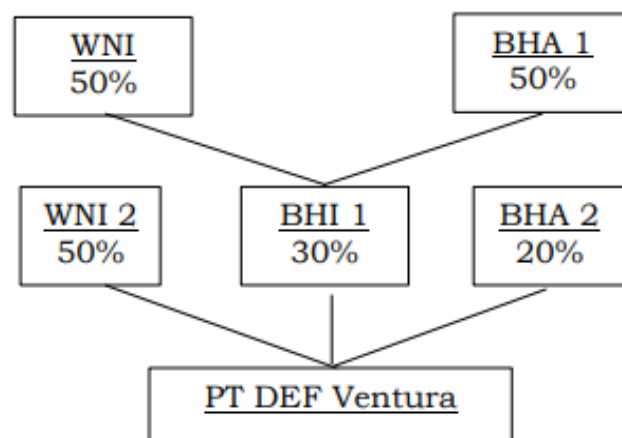 WNI
50%
BHA 1
50%
WNI 2
50%
BHI 1
30%
BHA 2
20%
PT DEF Ventura